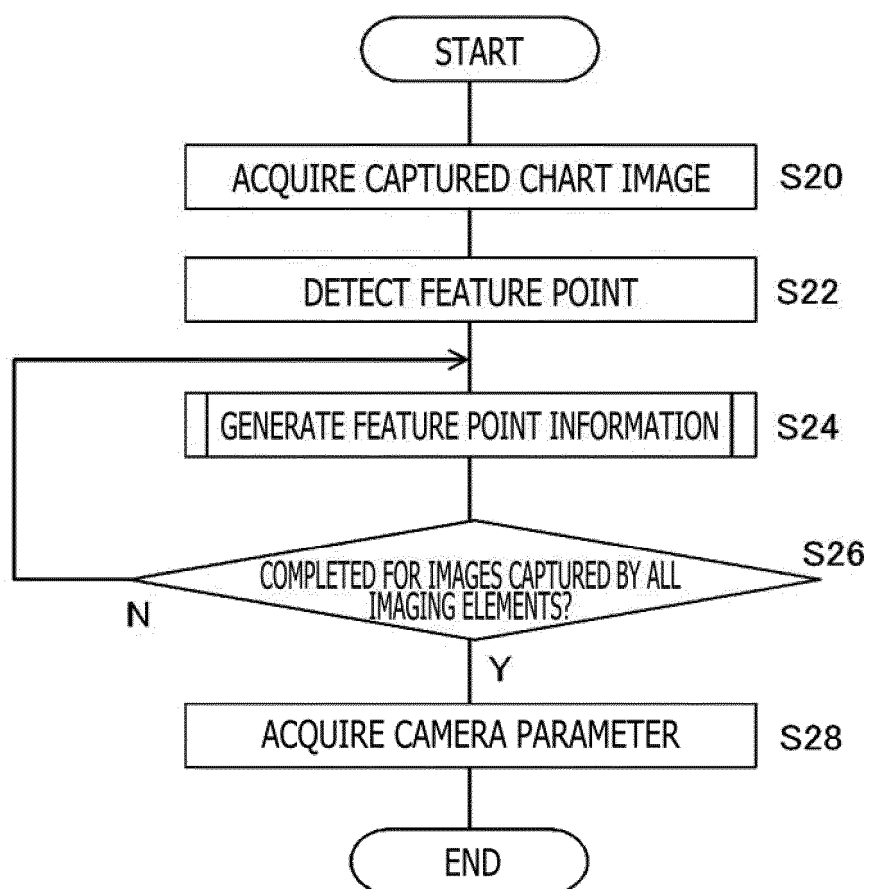 START
ACQUIRE CAPTURED CHART IMAGE S20
DETECT FEATURE POINT S22
GENERATE FEATURE POINT INFORMATION S24
S26
COMPLETED FOR IMAGES CAPTURED BY ALL
IMAGING ELEMENTS?
N
Y
ACQUIRE CAMERA PARAMETER S28
END